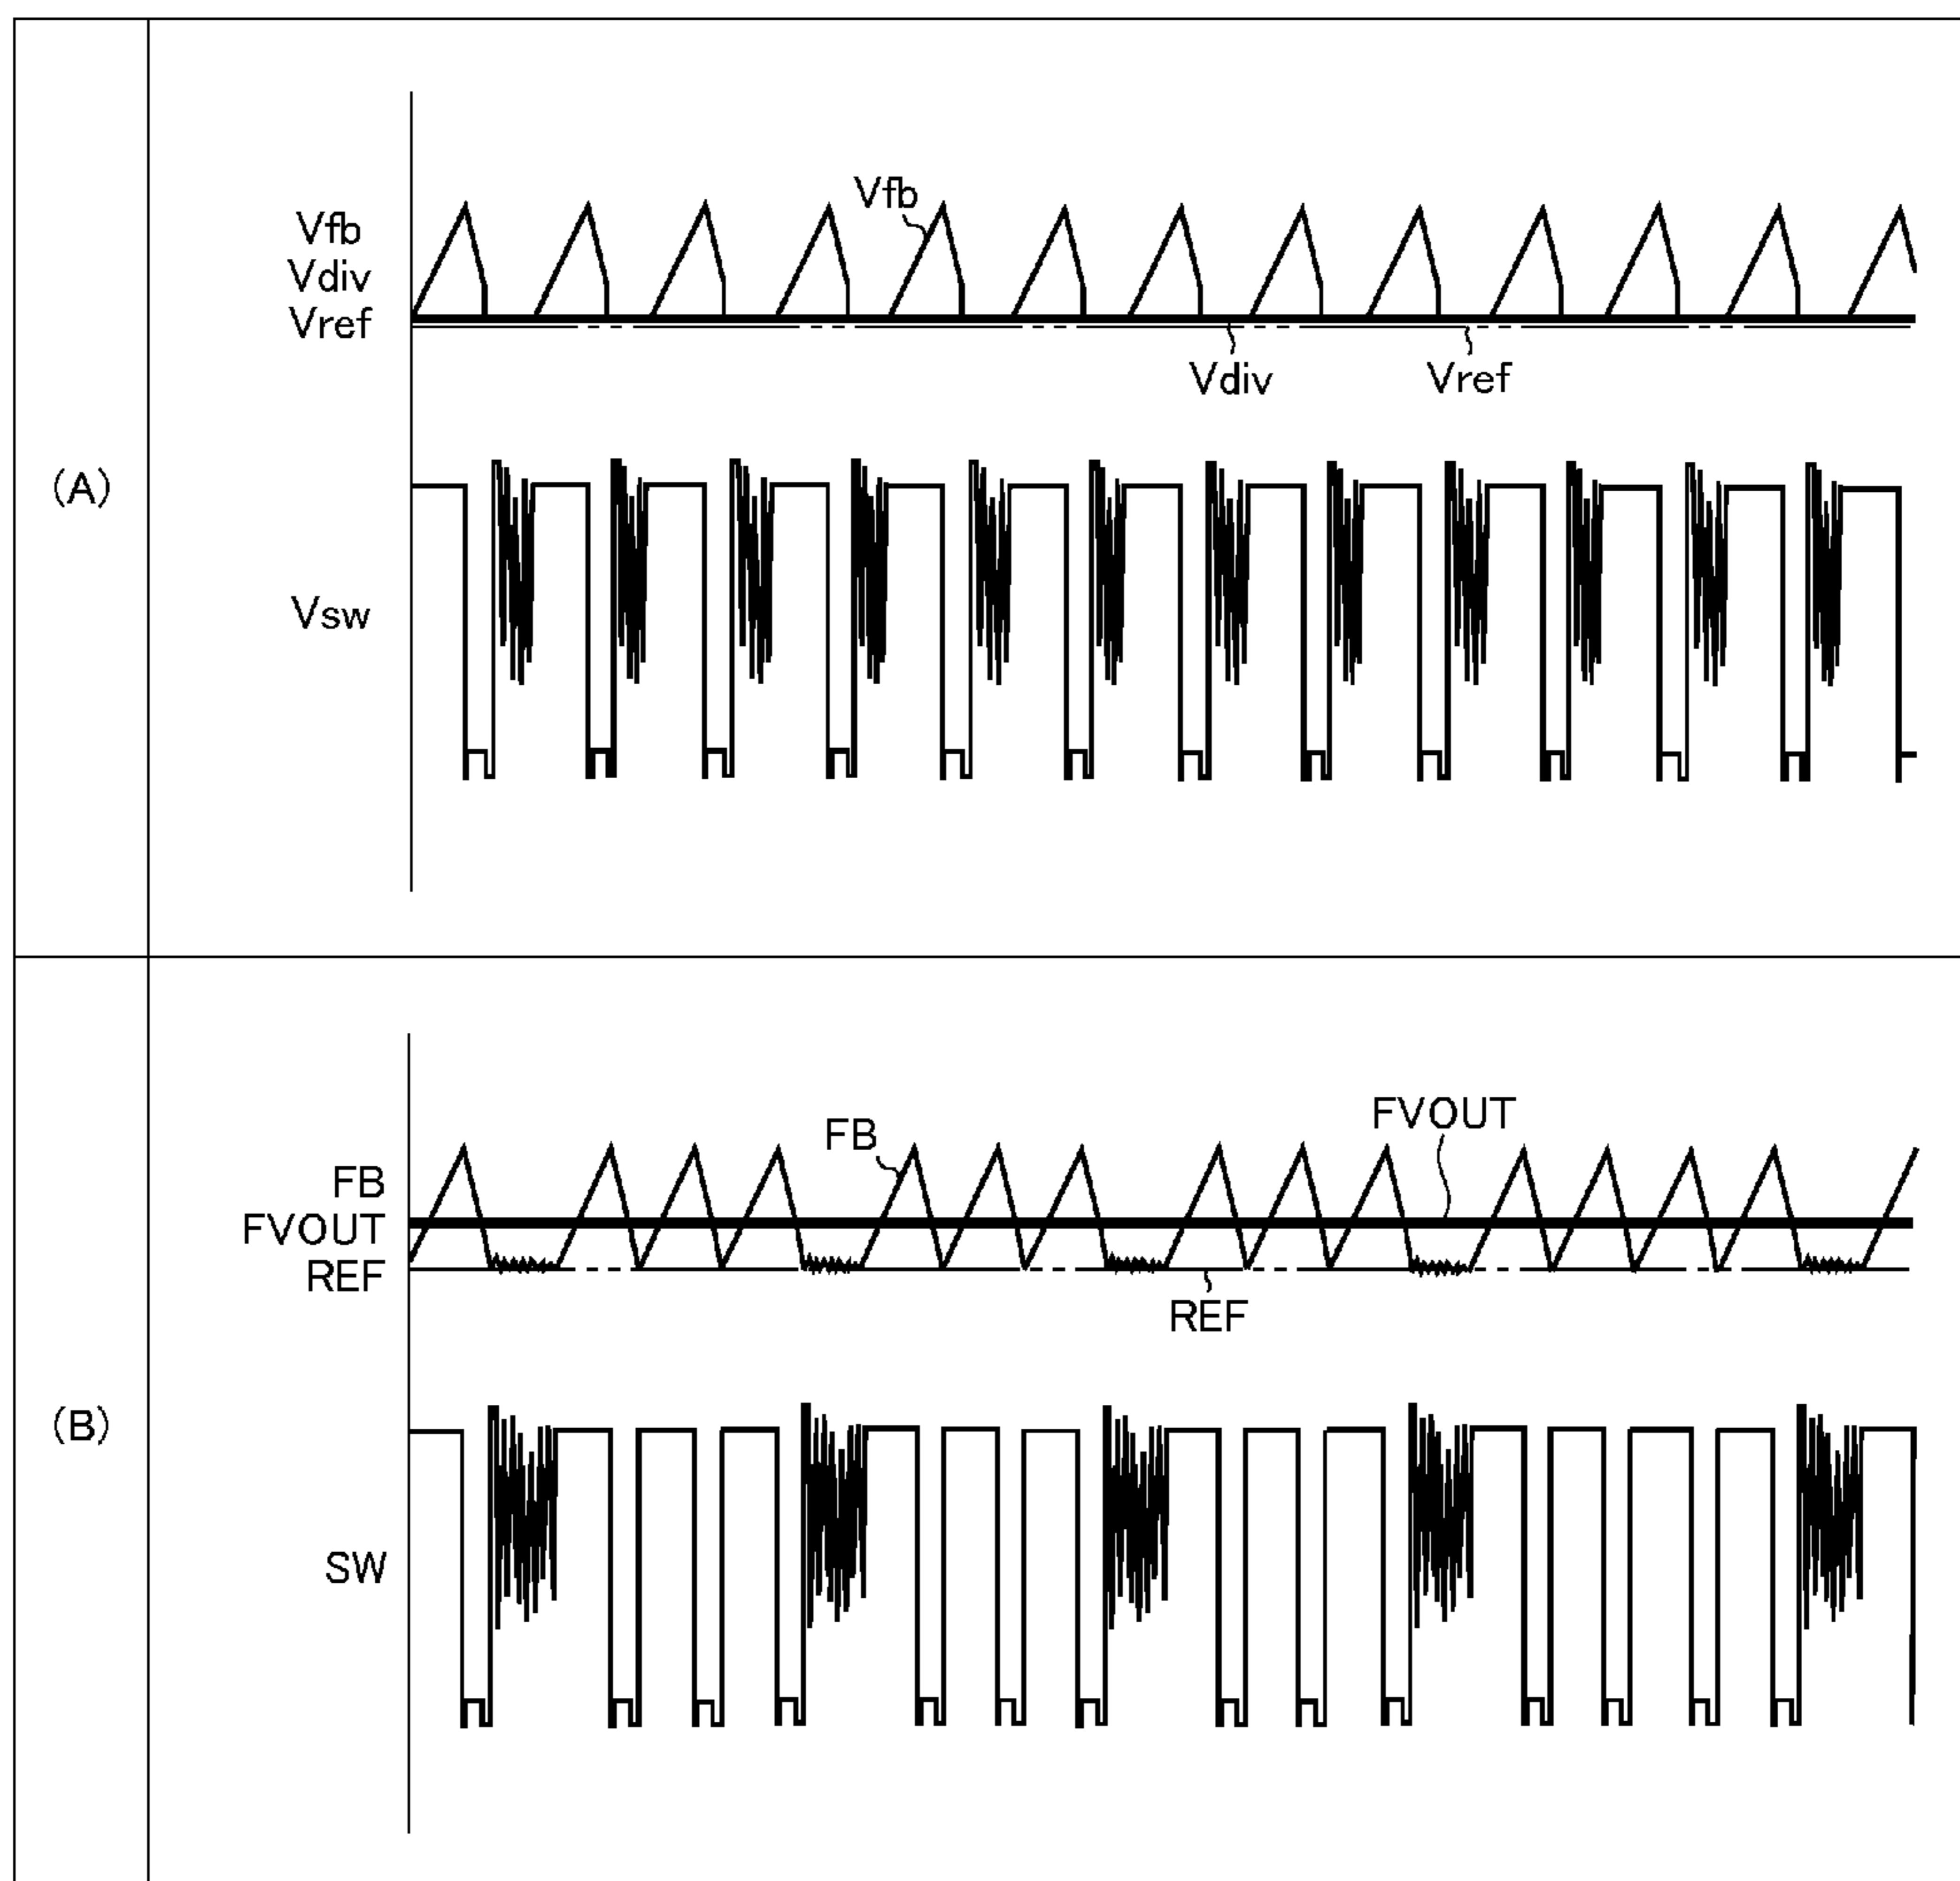 (A)
Vfb
Vdiv
Vref
Vfb
Vdiv
Vref
Vsw
(B)
FB
FVOUT
REF
FB
FVOUT
REF
SW